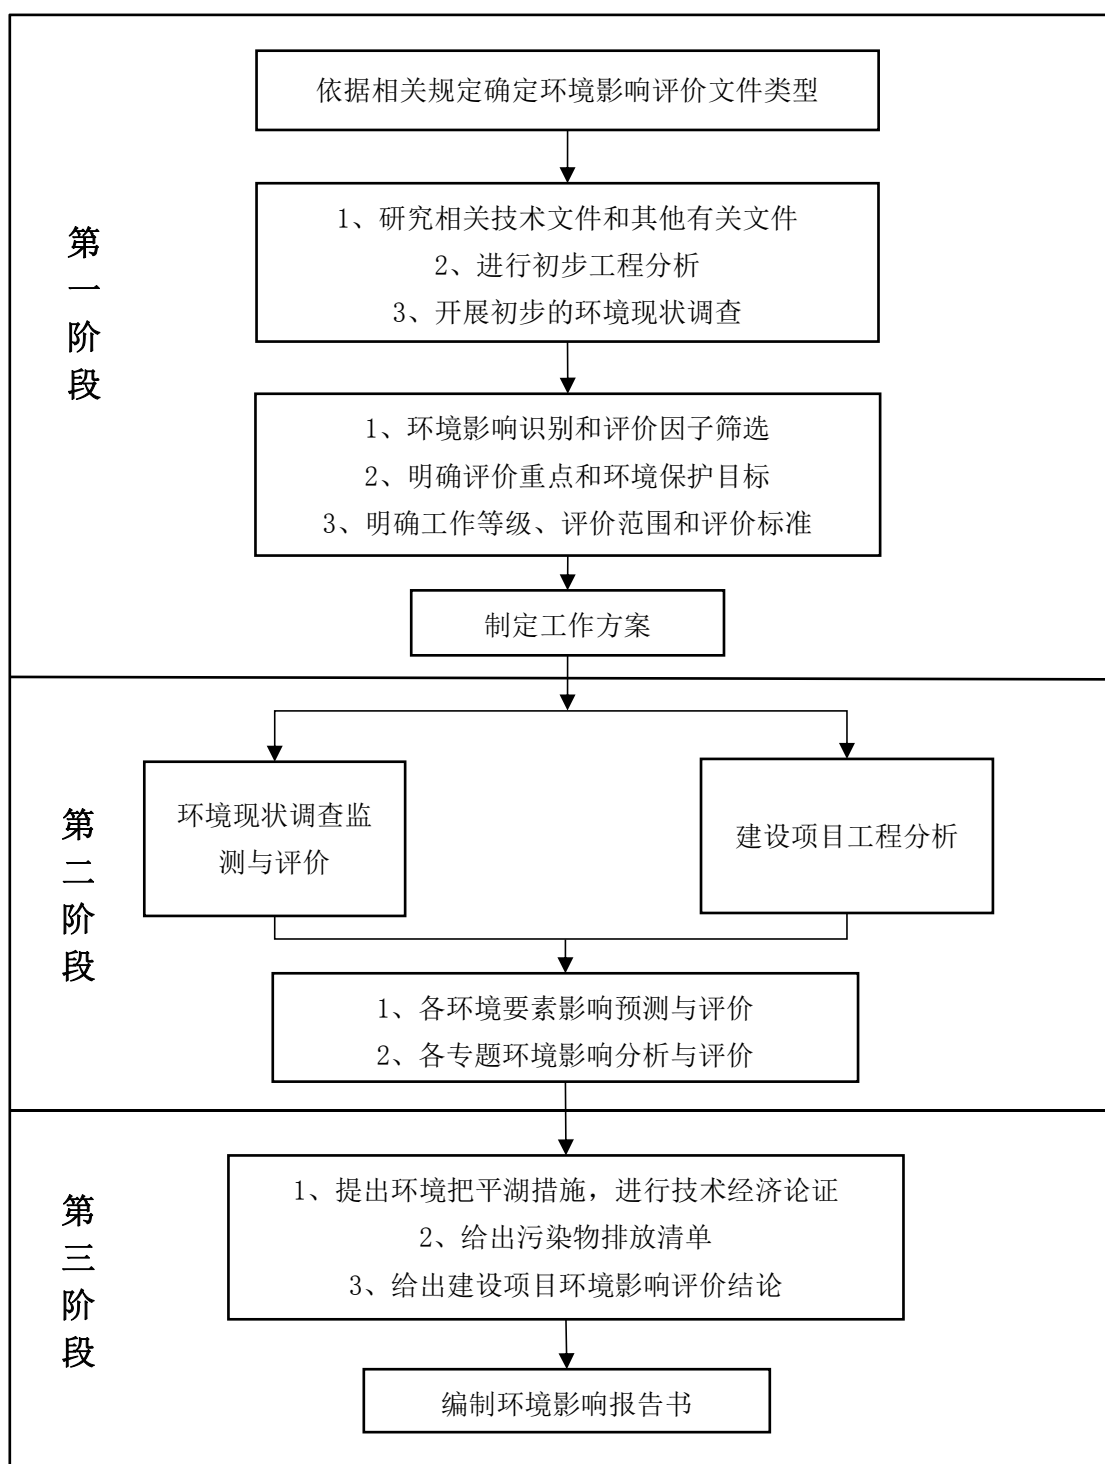 第一阶段
依据相关规定确定环境影响评价文件类型
1、研究相关技术文件和其他有关文件
2、进行初步工程分析
3、开展初步的环境现状调查
1、环境影响识别和评价因子筛选
2、明确评价重点和环境保护目标
3、明确工作等级、评价范围和评价标准
制定工作方案
第二阶段
环境现状调查监
测与评价
建设项目工程分析
1、各环境要素影响预测与评价
2、各专题环境影响分析与评价
第三阶段
1、提出环境把平湖措施，进行技术经济论证
2、给出污染物排放清单
3、给出建设项目环境影响评价结论
编制环境影响报告书